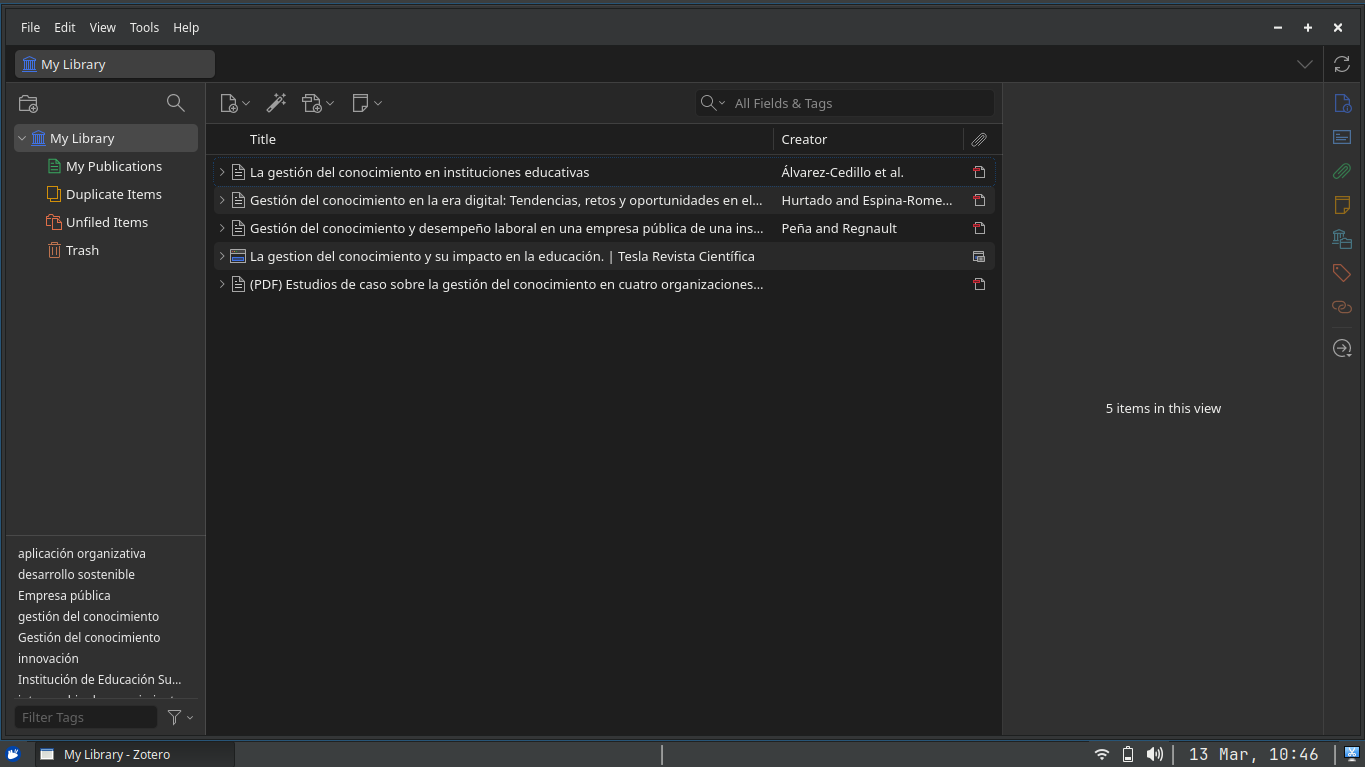 File Edit View Tools Help
My Library
All Fields & Tags
Title Creator
My Library
My Publications
Duplicate Items
Unfiled Items
Trash
La gestión del conocimiento en instituciones educativas Álvarez-Cedillo et al.
Gestión del conocimiento en la era digital: Tendencias, retos y oportunidades en el... Hurtado and Espina-Rome...
Gestión del conocimiento y desempeño laboral en una empresa pública de una ins... Peña and Regnault
La gestion del conocimiento y su impacto en la educación. | Tesla Revista Científica
(PDF) Estudios de caso sobre la gestión del conocimiento en cuatro organizaciones...
5 items in this view
aplicación organizativa
desarrollo sostenible
Empresa pública
gestión del conocimiento
Gestión del conocimiento
innovación
Institución de Educación Su...
Filter Tags
My Library - Zotero
13 Mar, 10:46